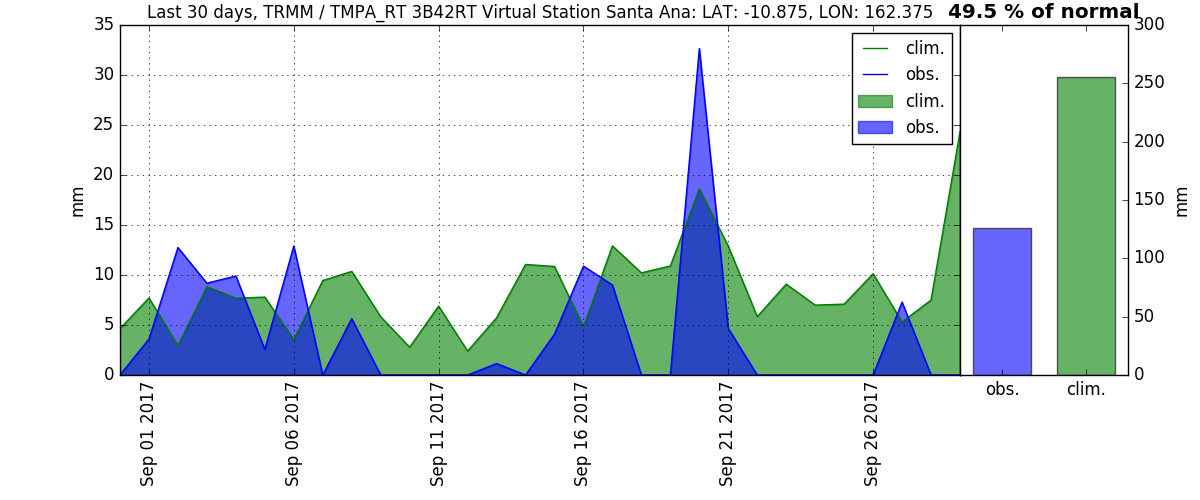 Last 30 days, TRMM / TMPA_RT 3B42RT Virtual Station Santa Ana: LAT: -10.875, LON: 162.375
49.5 % of normal
35
30
25
20
15
10
5
0
mm
clim.
obs.
clim.
obs.
Sep 01 2017
Sep 06 2017
Sep 11 2017
Sep 16 2017
Sep 21 2017
Sep 26 2017
300
250
200
150
100
50
0
mm
obs.
clim.